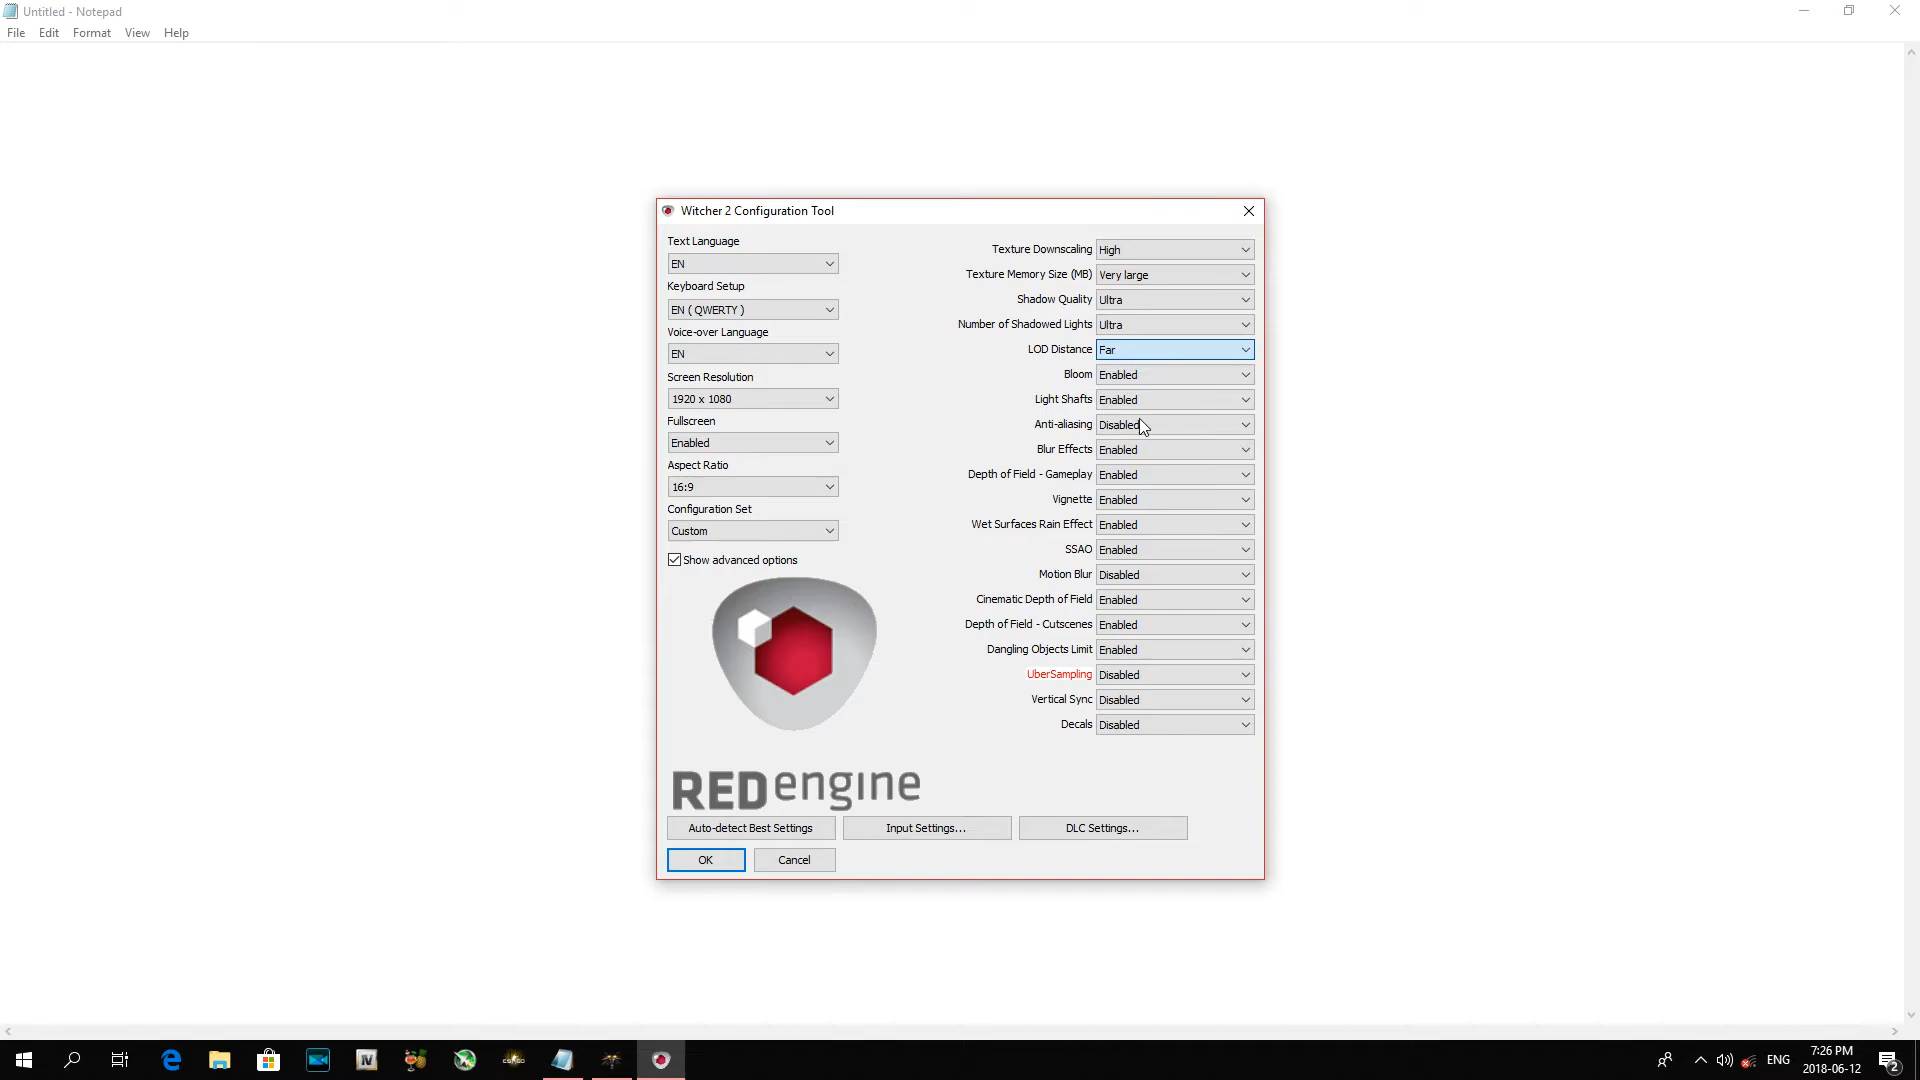 Untitled - Notepad
File Edit Format View Help
Witcher 2 Configuration Tool
Text Language
EN
Keyboard Setup
EN ( QWERTY )
Voice-over Language
EN
Screen Resolution
1920 x 1080
Fullscreen
Enabled
Aspect Ratio
16:9
Configuration Set
Custom
Show advanced options
Texture Downscaling High
Texture Memory Size (MB) Very large
Shadow Quality Ultra
Number of Shadowed Lights Ultra
LOD Distance Far
Bloom Enabled
Light Shafts Enabled
Anti-aliasing Disabled
Blur Effects Enabled
Depth of Field - Gameplay Enabled
Vignette Enabled
Wet Surfaces Rain Effect Enabled
SSAO Enabled
Motion Blur Disabled
Cinematic Depth of Field Enabled
Depth of Field - Cutscenes Enabled
Dangling Objects Limit Enabled
UberSampling Disabled
Vertical Sync Disabled
Decals Disabled
REDengine
Auto-detect Best Settings Input Settings... DLC Settings...
OK Cancel
IV
ENG
7:26 PM
2018-06-12
2